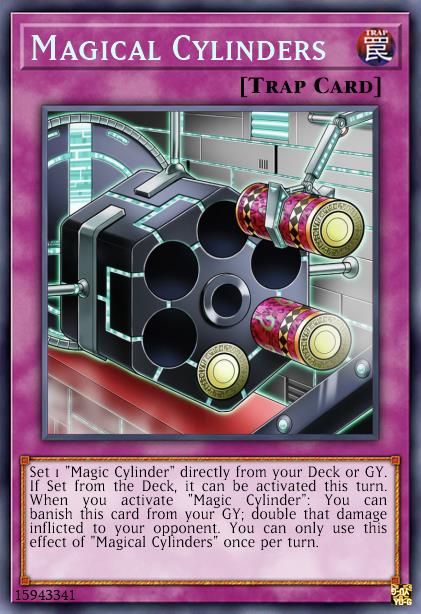 MAGICAL CYLINDERS
TRAP
罠
[TRAP CARD]
Set 1 "Magic Cylinder" directly from your Deck or GY.
If Set from the Deck, it can be activated this turn.
When you activate "Magic Cylinder": You can
banish this card from your GY; double that damage
inflicted to your opponent. You can only use this
effect of "Magical Cylinders" once per turn.
15943341